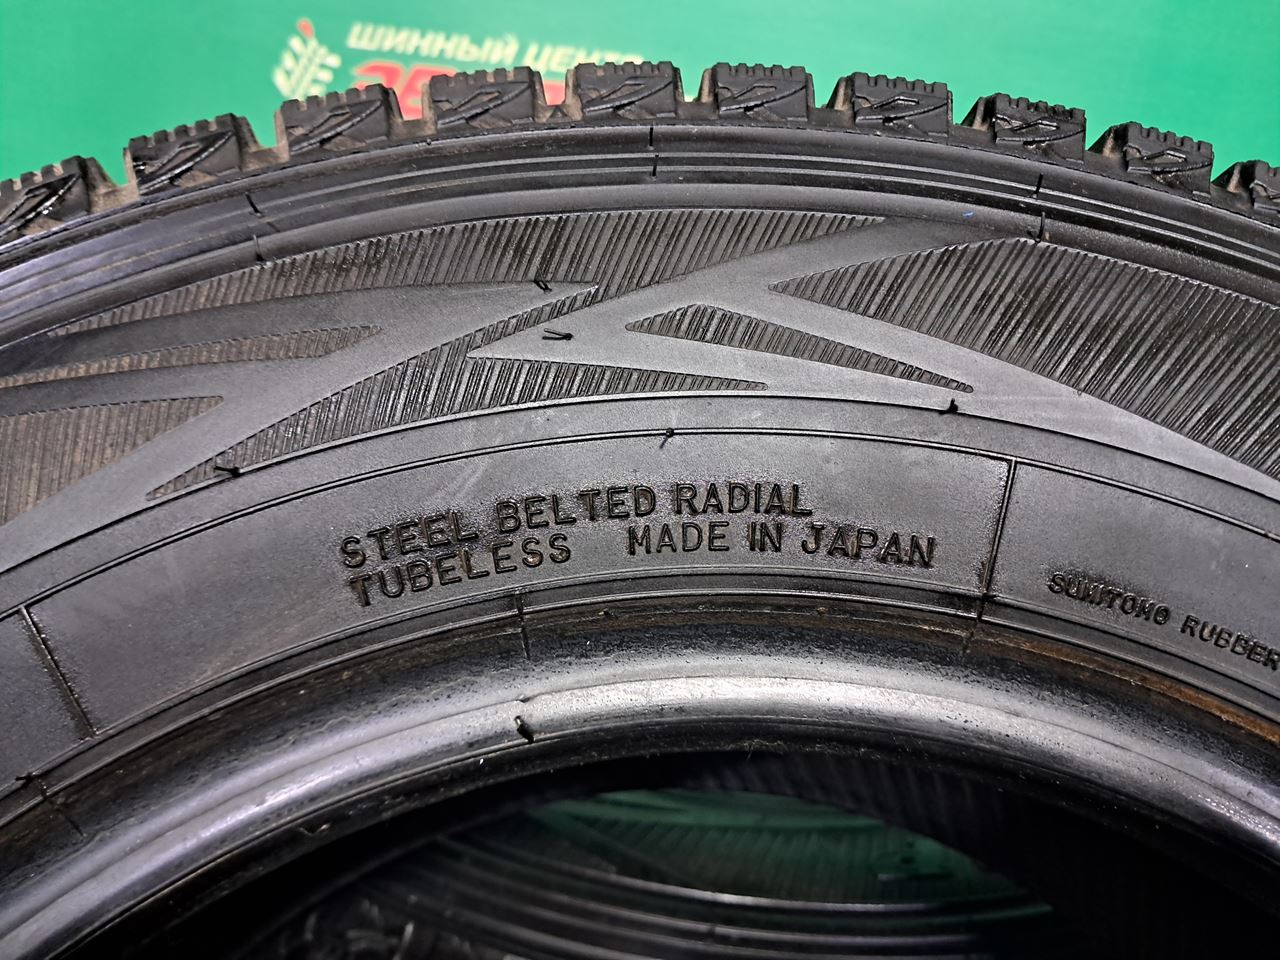 ШИННЫЙ ЦЕНТР
STEEL BELTED RADIAL
TUBELESS MADE IN JAPAN
SUMITOMO RUBBER